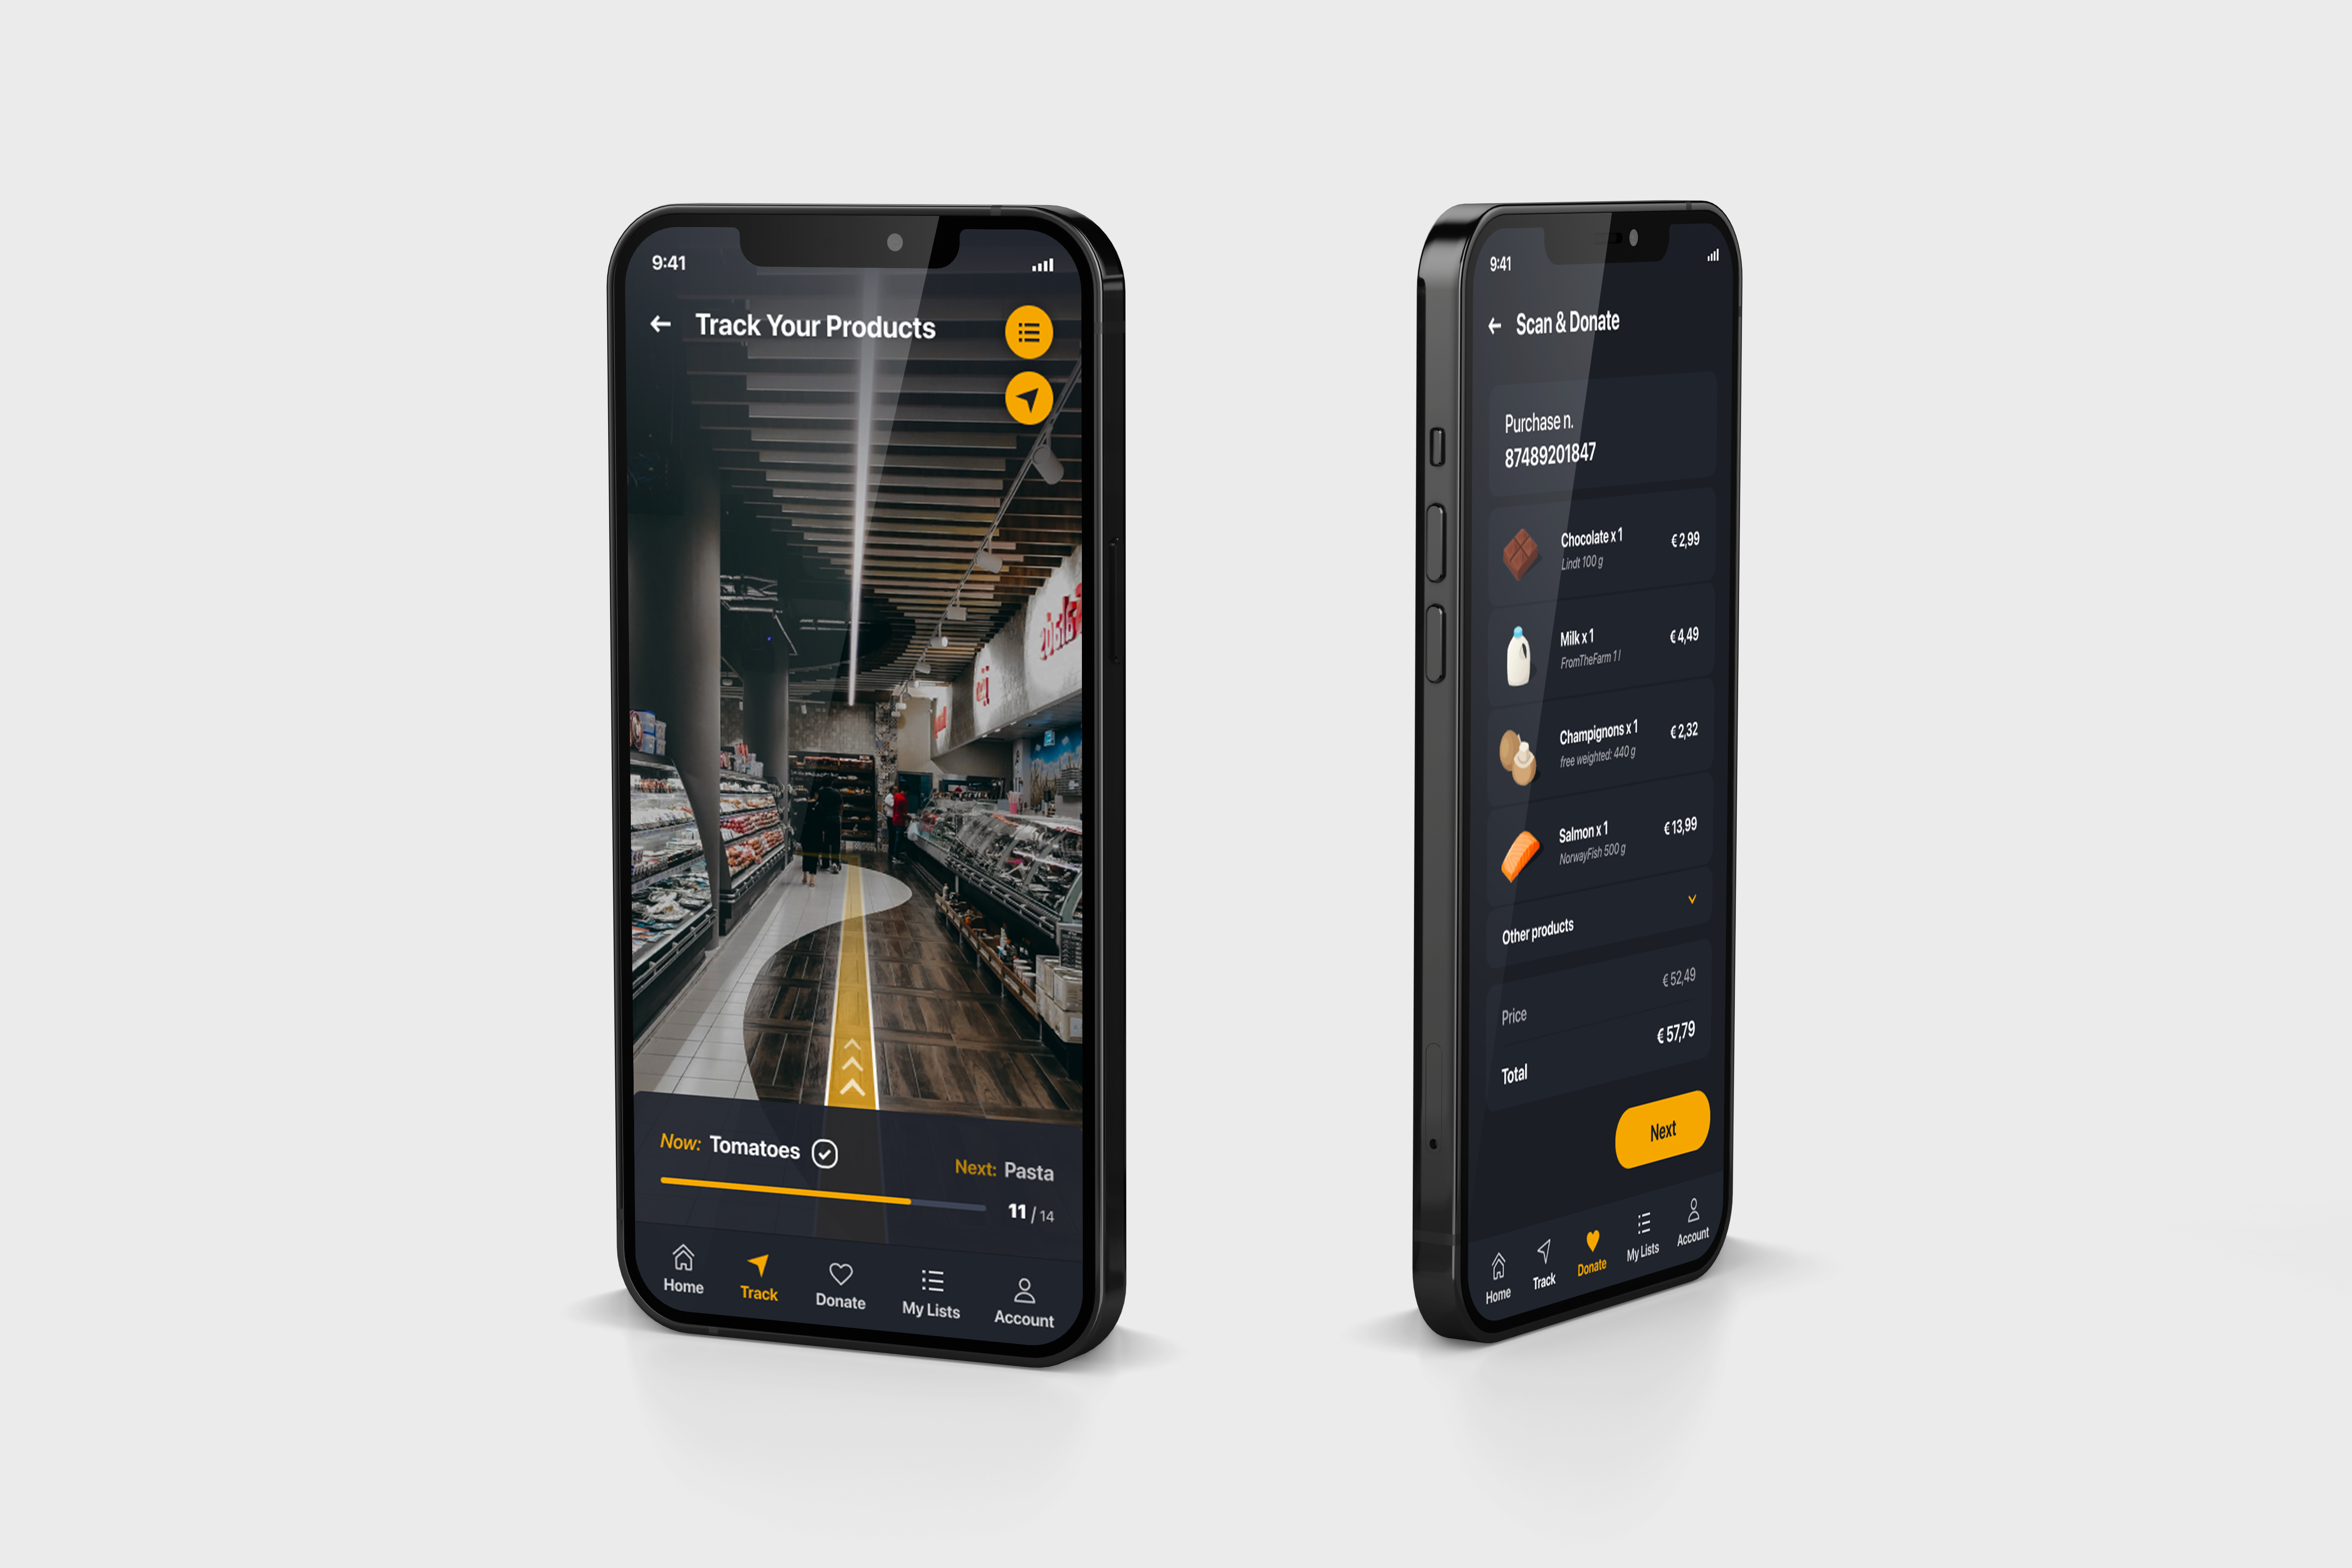 9:41
Track Your Products
Now: Tomatoes
Next: Pasta
11 / 14
Home
Track
Donate
My Lists
Account
9:41
Scan & Donate
Purchase n.
87489201847
Chocolate x 1
€ 2,99
Lindt 100 g
Milk x 1
€ 4,49
FromTheFarm 1 l
Champignons x 1
€ 2,32
free weighted: 440 g
Salmon x 1
€ 13,99
NorwayFish 500 g
Other products
Price
€ 52,49
Total
€ 57,79
Next
Home
Track
Donate
My Lists
Account